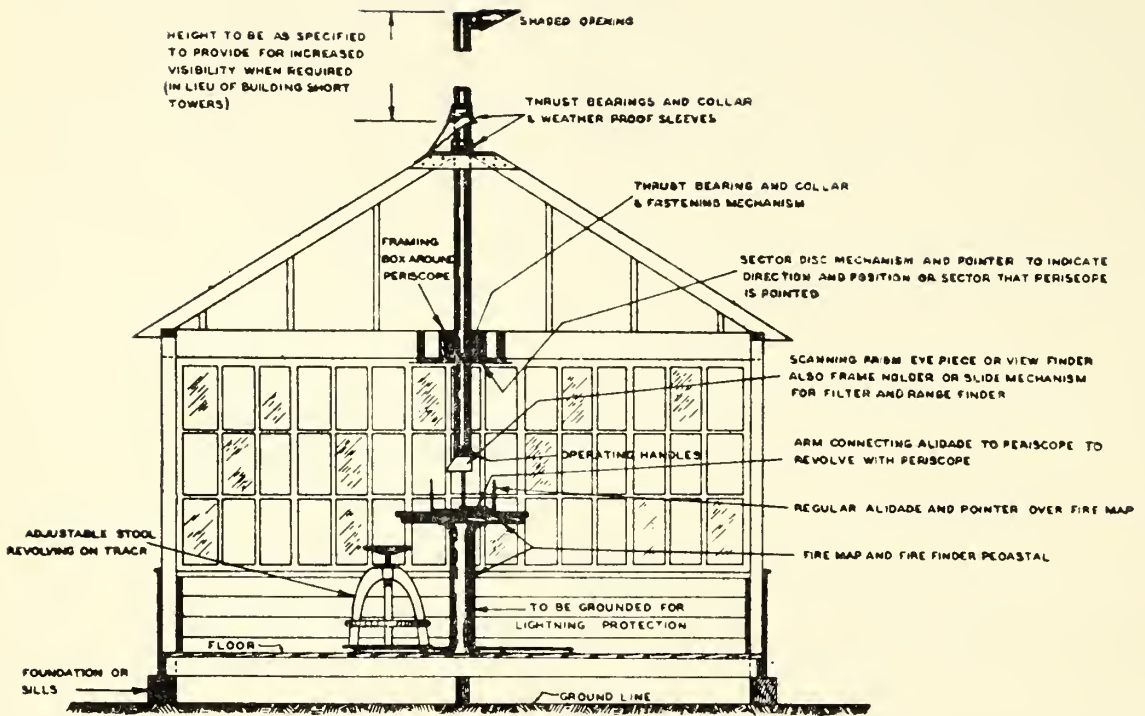 SHADED OPENING
HEIGHT TO BE AS SPECIFIED
TO PROVIDE FOR INCREASED
VISIBILITY WHEN REQUIRED
(IN LIEU OF BUILDING SHORT
TOWERS)
THRUST BEARINGS AND COLLAR
& WEATHER PROOF SLEEVES
THRUST BEARING AND COLLAR
& FASTENING MECHANISM
FRAMING
BOX AROUND
PERISCOPE
SECTOR DISC MECHANISM AND POINTER TO INDICATE
DIRECTION AND POSITION OR SECTOR THAT PERISCOPE
IS POINTED
SCANNING PRISM EYE PIECE OR VIEW FINDER
ALSO FRAME HOLDER OR SLIDE MECHANISM
FOR FILTER AND RANGE FINDER
OPERATING HANDLES
ARM CONNECTING ALIDADE TO PERISCOPE TO
REVOLVE WITH PERISCOPE
REGULAR ALIDADE AND POINTER OVER FIRE MAP
ADJUSTABLE STOOL
REVOLVING ON TRACK
FIRE MAP AND FIRE FINDER PEDASTAL
TO BE GROUNDED FOR
LIGHTNING PROTECTION
FLOOR
FOUNDATION OR
SILLS
GROUND LINE